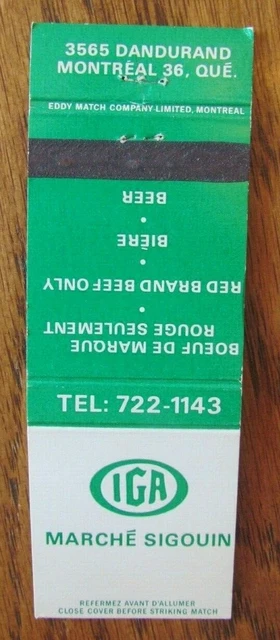 3565 DANDURAND
MONTRÉAL 36, QUÉ.
EDDY MATCH COMPANY LIMITED, MONTREAL
BOEUF DE MARQUE
ROUGE SEULEMENT
•
RED BRAND BEEF ONLY
•
BIÈRE
•
BEER
TEL: 722-1143
IGA
MARCHÉ SIGOUIN
REFERMEZ AVANT D'ALLUMER
CLOSE COVER BEFORE STRIKING MATCH